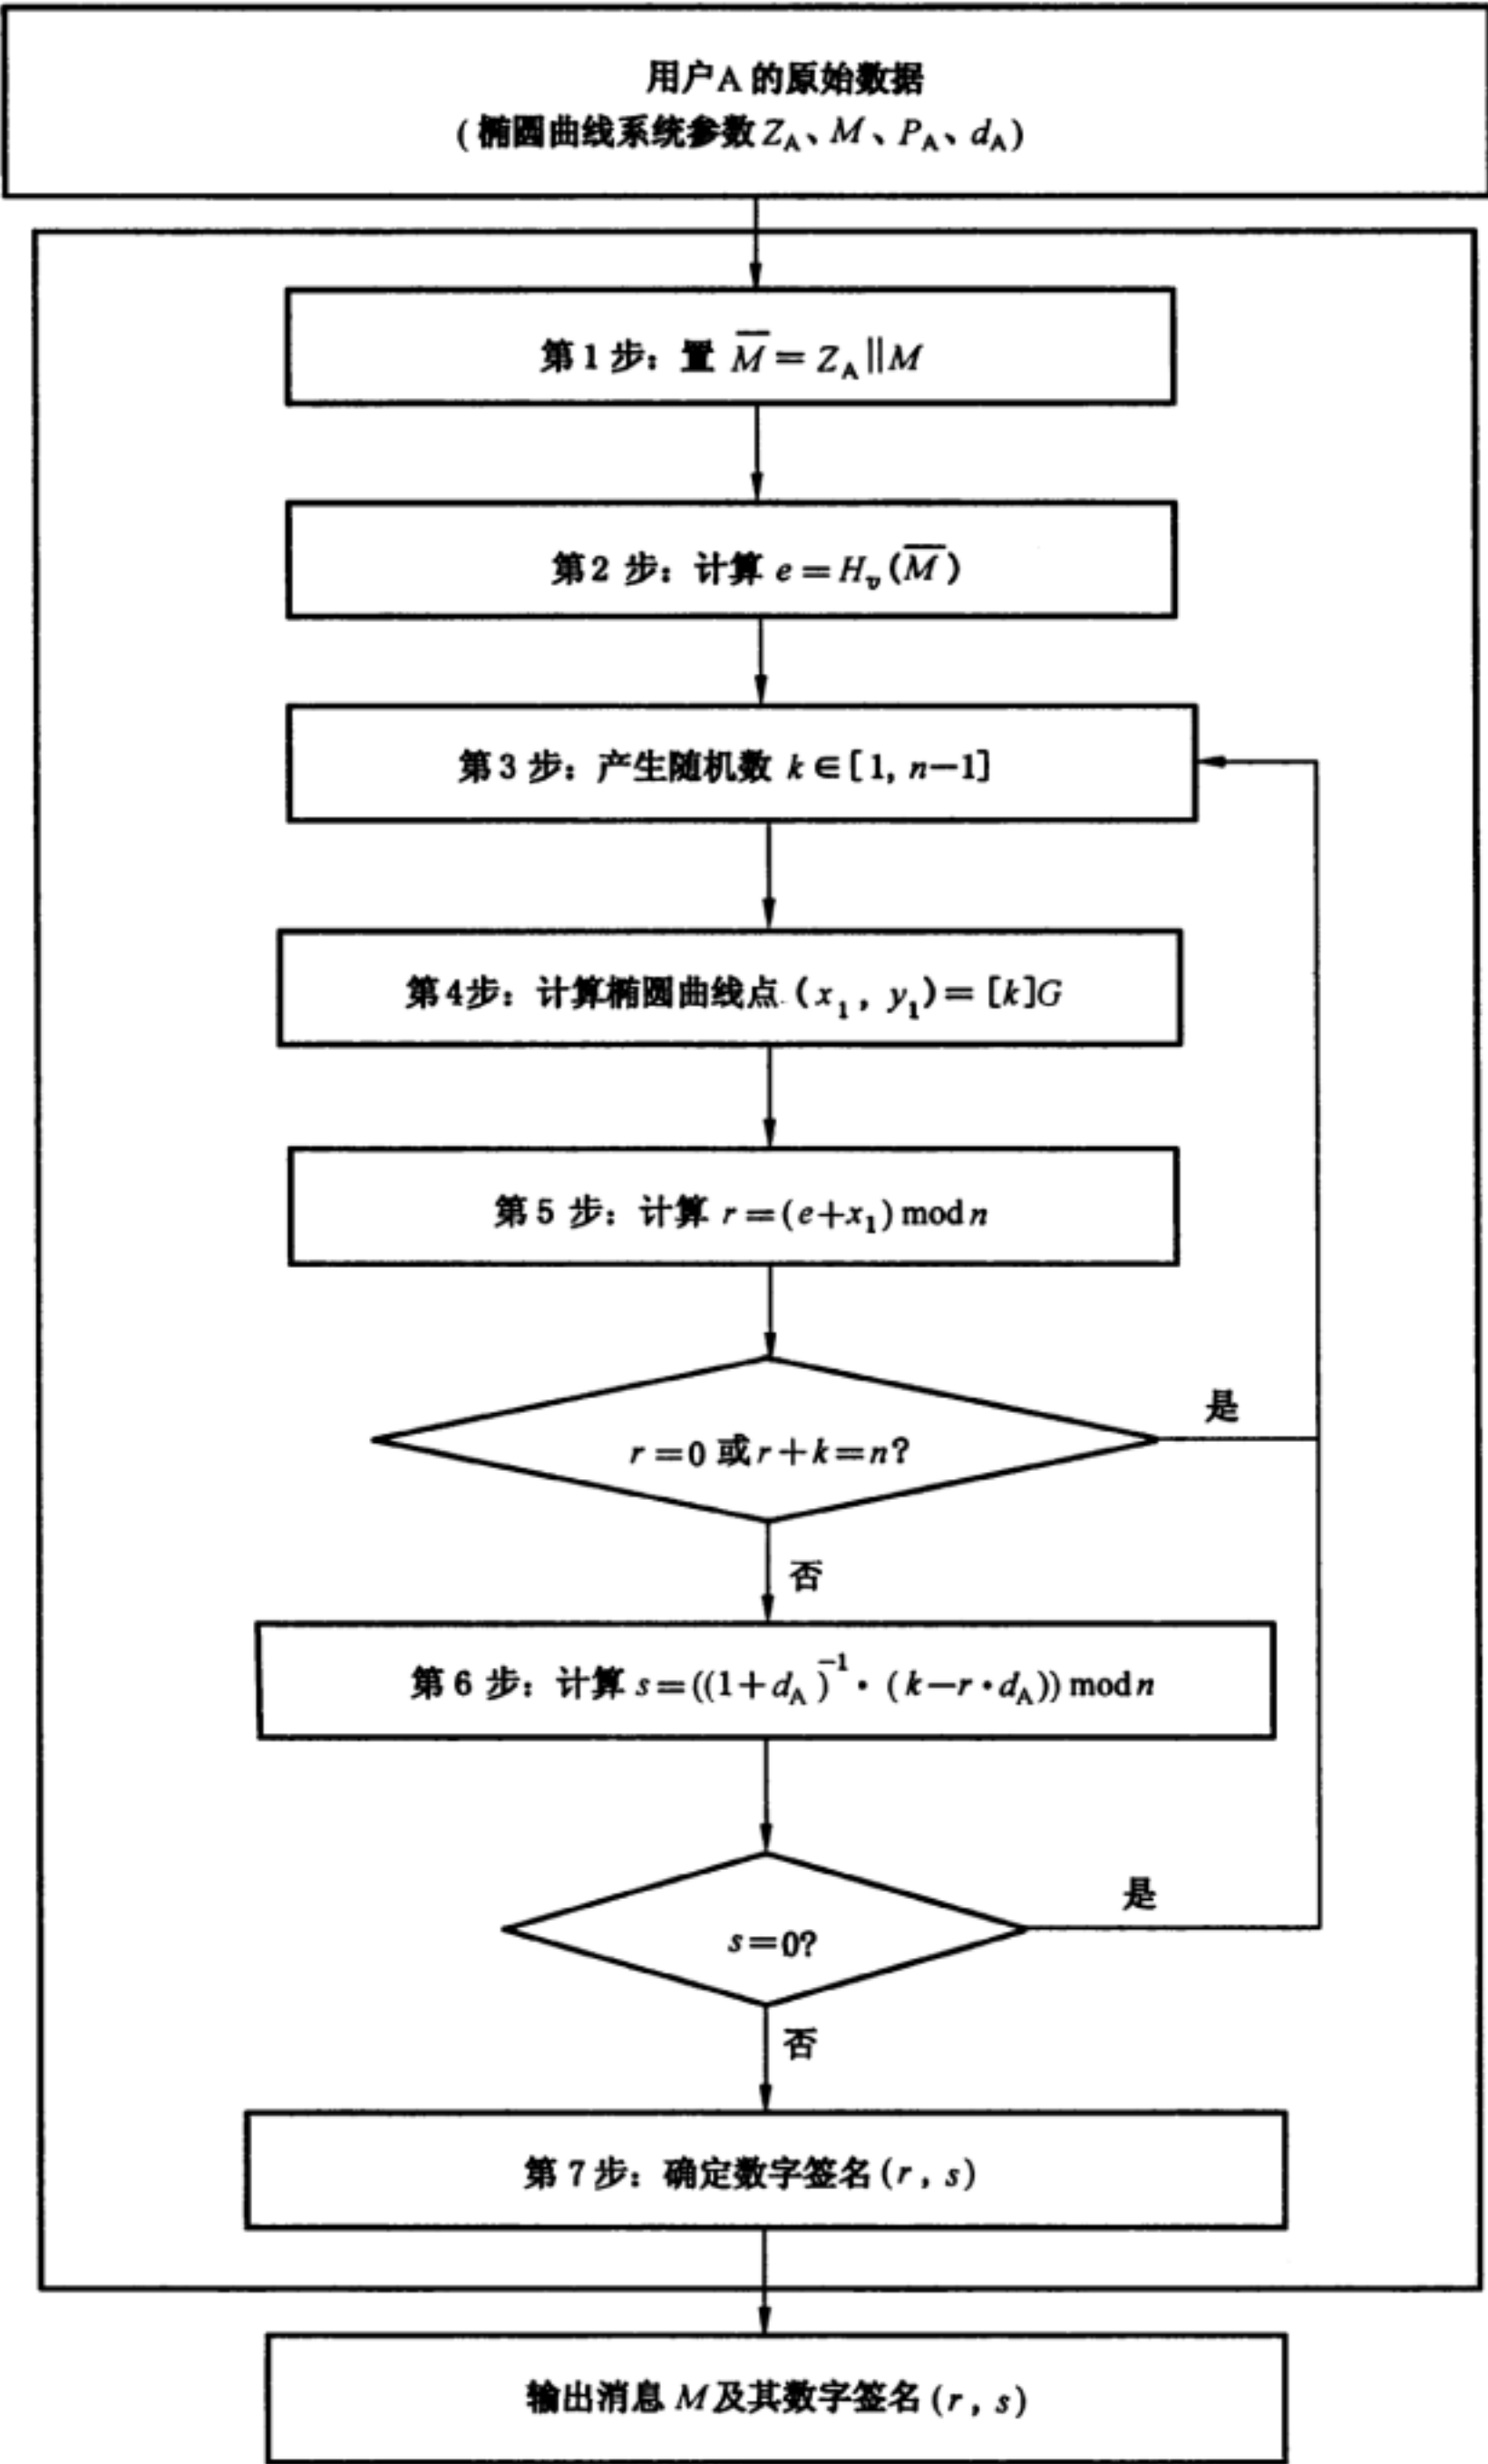 用户A 的原始数据
(椭圆曲线系统参数 Z_A、M、P_A、d_A)
第1步：置 M̅ = Z_A‖M
第2 步：计算 e = H_v(M̅)
第3 步：产生随机数 k∈[1, n−1]
第4步：计算椭圆曲线点 (x_1, y_1) = [k]G
第5 步：计算 r = (e+x_1) mod n
r = 0 或 r + k = n?
是
否
第6 步：计算 s = ((1+d_A)^{-1} · (k−r·d_A)) mod n
s = 0?
是
否
第7步：确定数字签名(r, s)
输出消息 M及其数字签名(r, s)